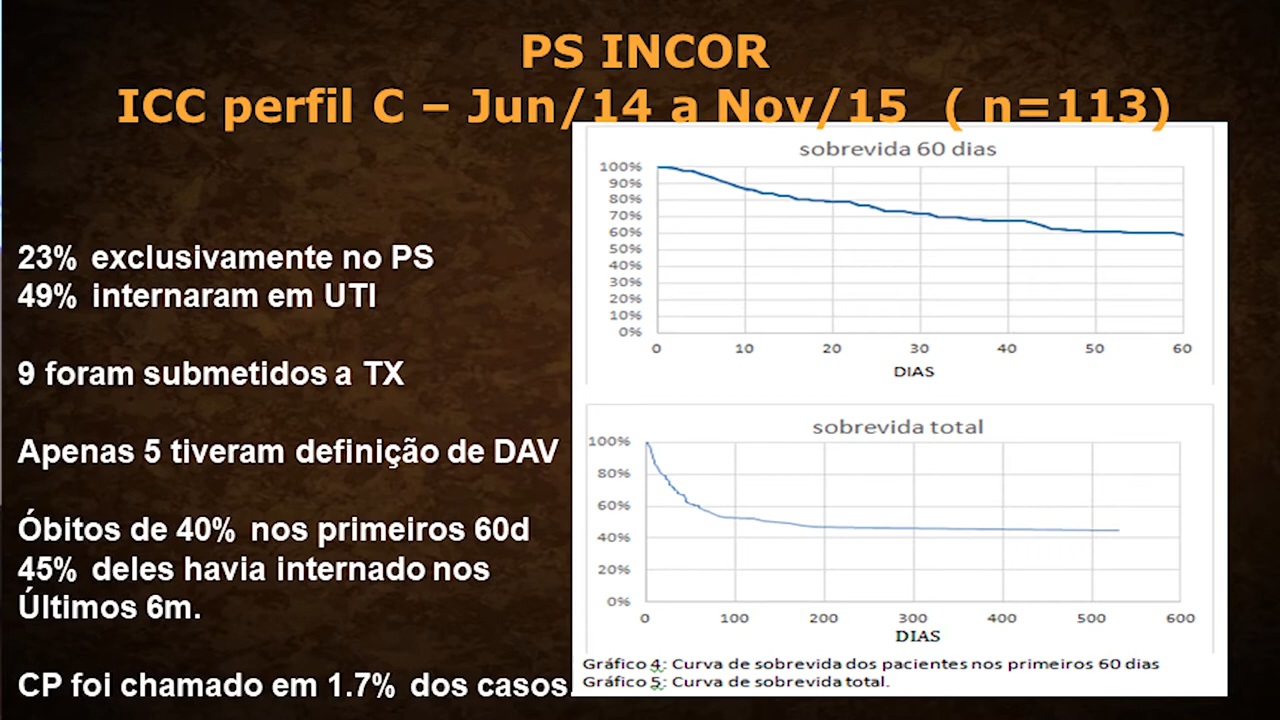 PS INCOR
ICC perfil C – Jun/14 a Nov/15 ( n=113)
23% exclusivamente no PS
49% internaram em UTI
9 foram submetidos a TX
Apenas 5 tiveram definição de DAV
Óbitos de 40% nos primeiros 60d
45% deles havia internado nos
Últimos 6m.
CP foi chamado em 1.7% dos casos.
sobrevida 60 dias
100%
90%
80%
70%
60%
50%
40%
30%
20%
10%
0%
0 10 20 30 40 50 60
DIAS
sobrevida total
100%
80%
60%
40%
20%
0%
0 100 200 300 400 500 600
DIAS
Gráfico 4: Curva de sobrevida dos pacientes nos primeiros 60 dias
Gráfico 5: Curva de sobrevida total.